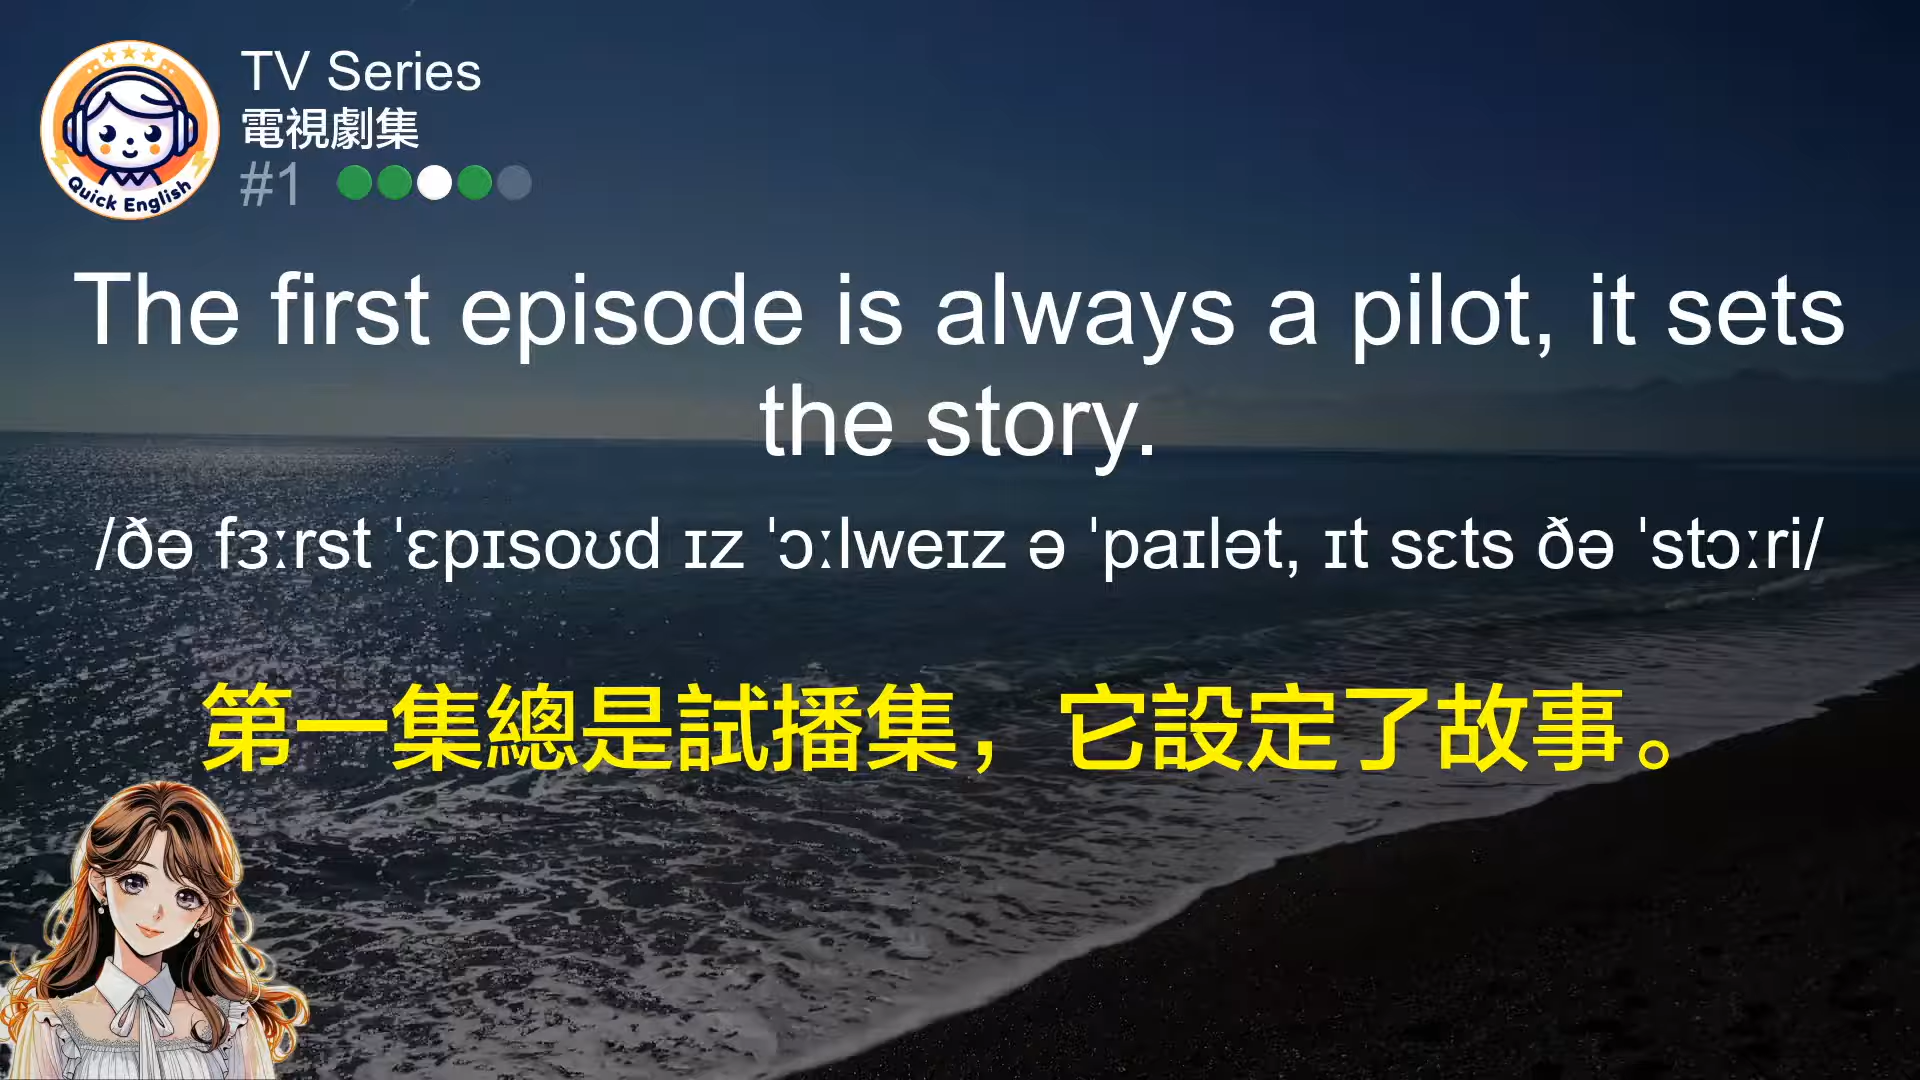 Quick English
TV Series
電視劇集
#1
The first episode is always a pilot, it sets
the story.
/ðə fɜːrst ˈɛpɪsoʊd ɪz ˈɔːlweɪz ə ˈpaɪlət, ɪt sɛts ðə ˈstɔːri/
第一集總是試播集，它設定了故事。